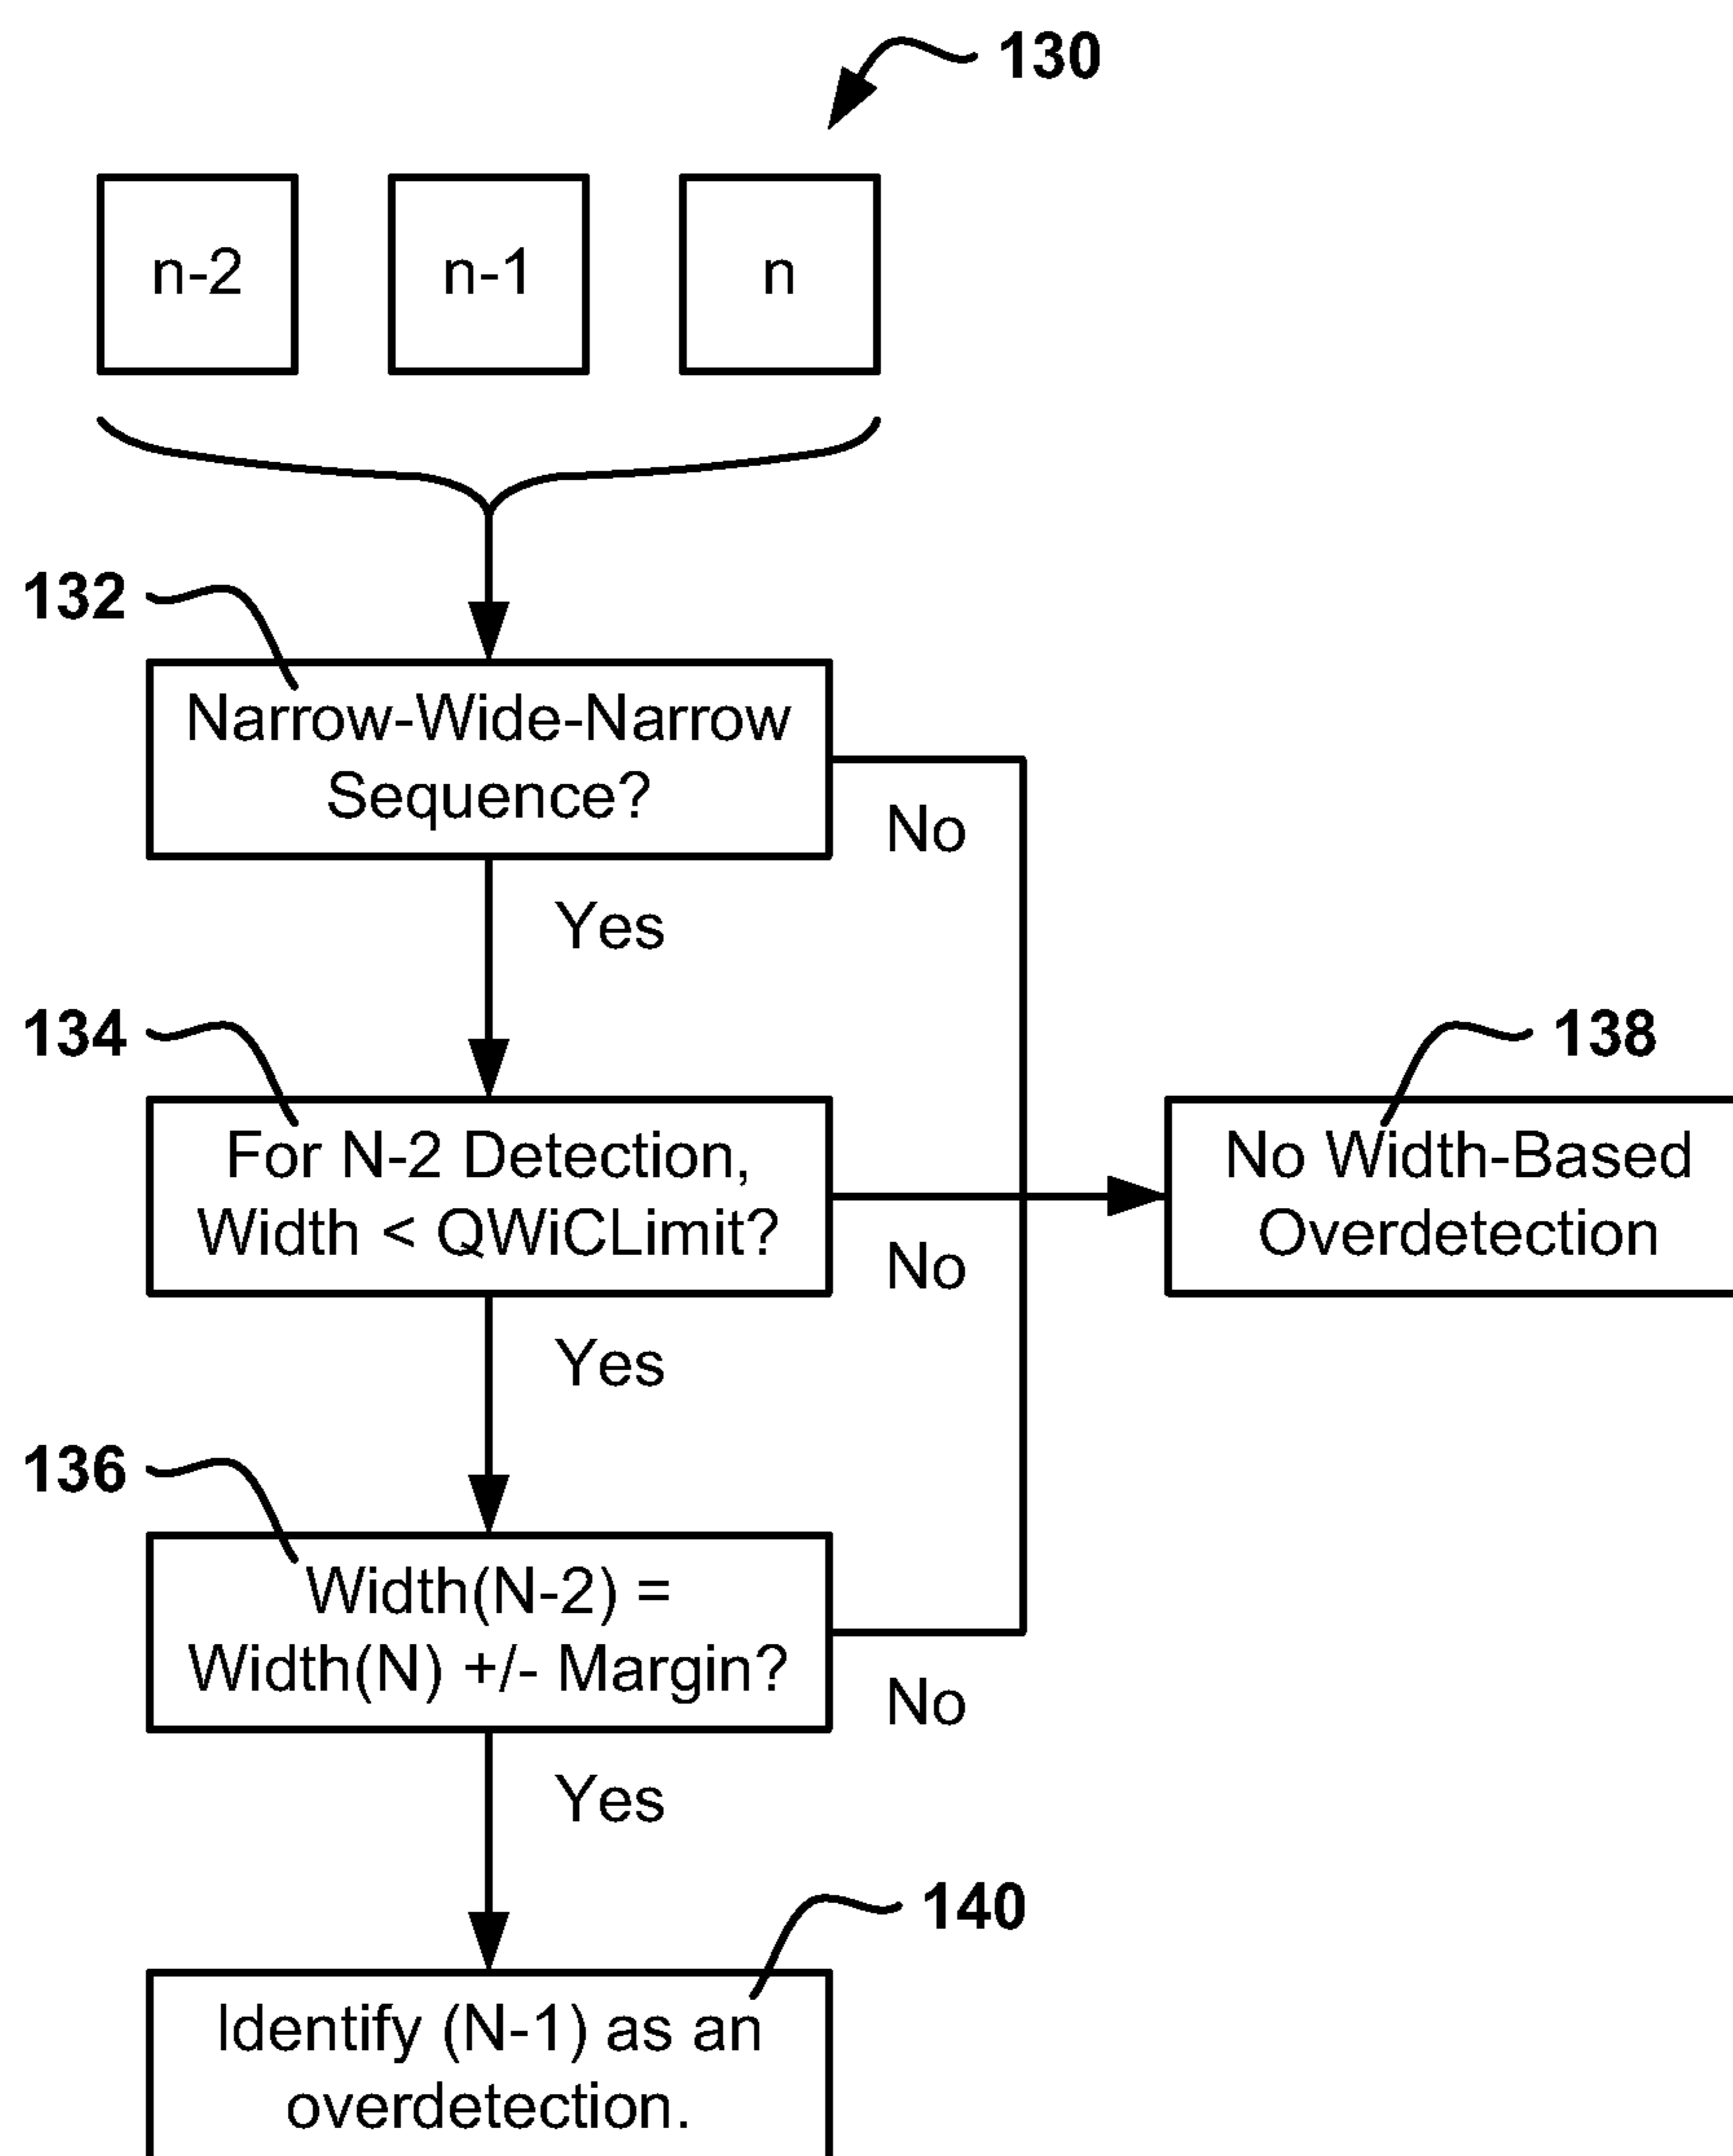 130
n-2 n-1 n
132
Narrow-Wide-Narrow
Sequence?
No
Yes
134
138
For N-2 Detection,
Width < QWiCLimit?
No Width-Based
Overdetection
No
Yes
136
Width(N-2) =
Width(N) +/- Margin?
No
Yes
140
Identify (N-1) as an
overdetection.